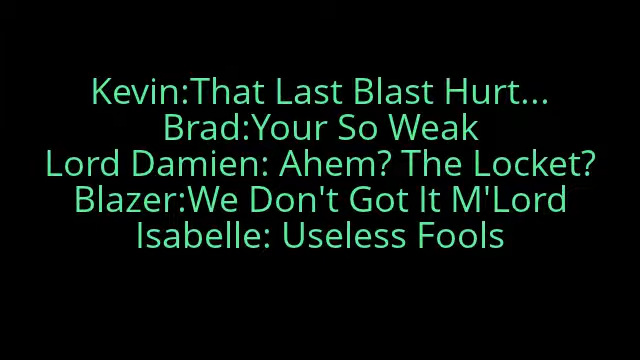 Kevin:That Last Blast Hurt...
Brad:Your So Weak
Lord Damien: Ahem? The Locket?
Blazer:We Don't Got It M'Lord
Isabelle: Useless Fools